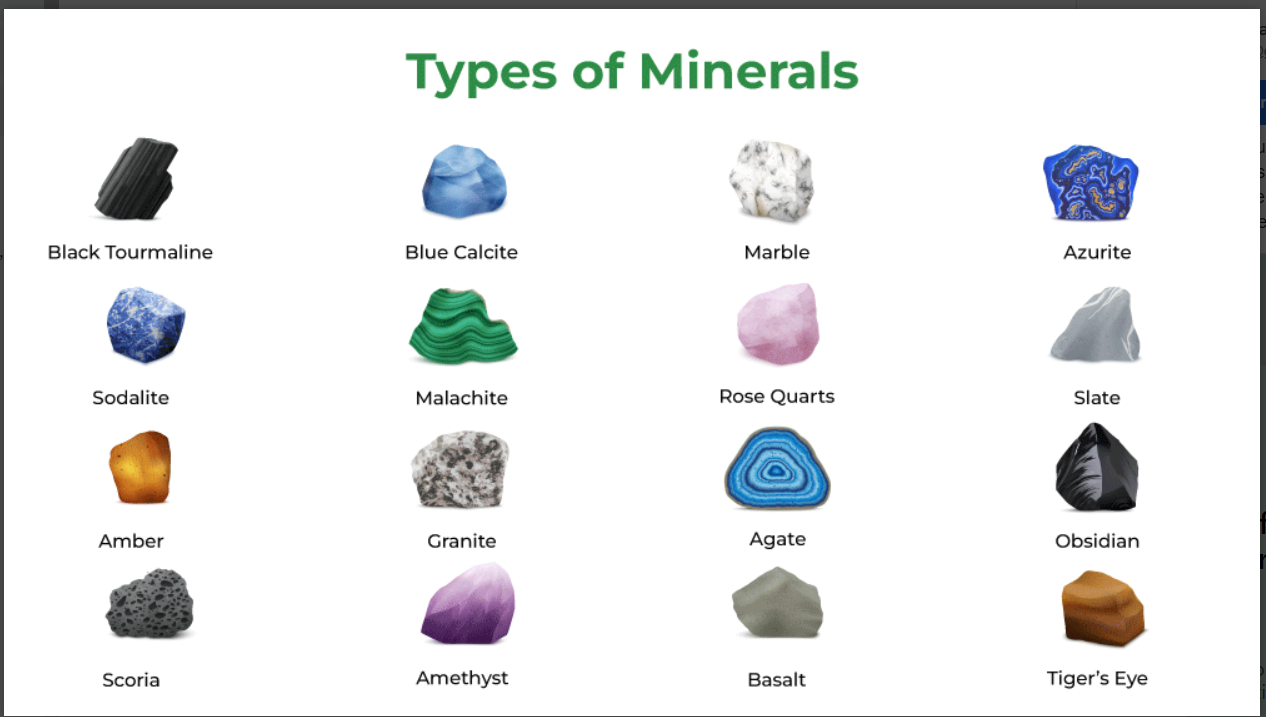 Types of Minerals
Black Tourmaline
Blue Calcite
Marble
Azurite
Sodalite
Malachite
Rose Quarts
Slate
Amber
Granite
Agate
Obsidian
Scoria
Amethyst
Basalt
Tiger’s Eye